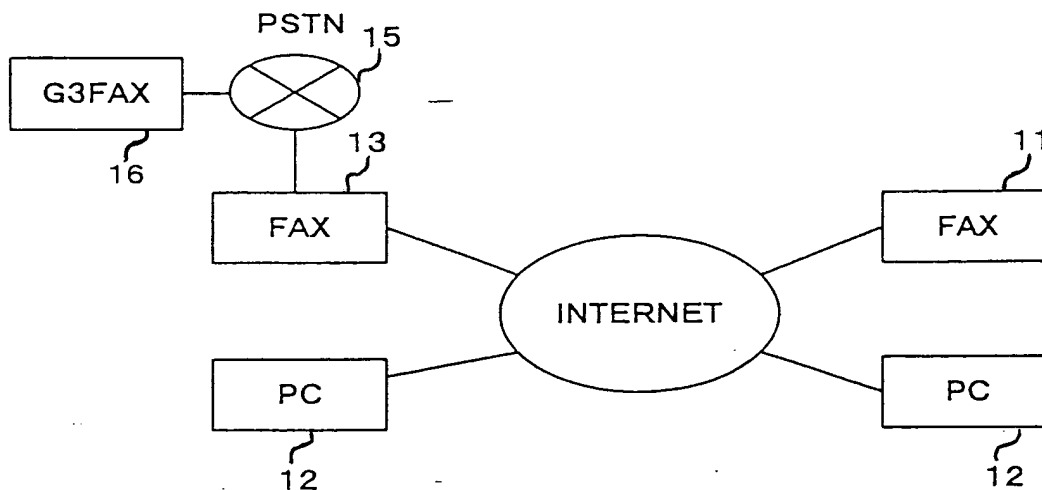 PSTN
15
G3FAX
16
13
11
FAX
FAX
INTERNET
PC
PC
12
12